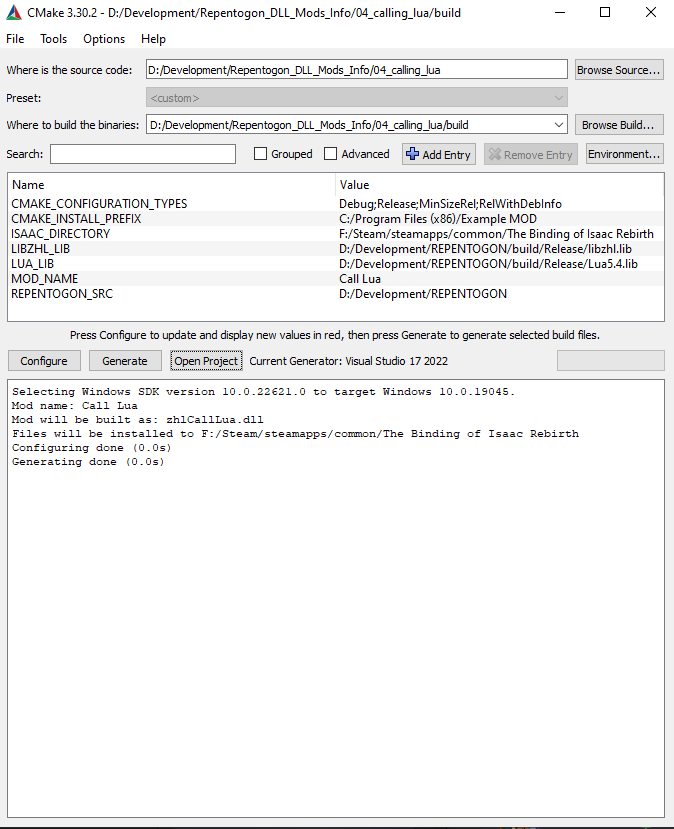 CMake 3.30.2 - D:/Development/Repentogon_DLL_Mods_Info/04_calling_lua/build
File Tools Options Help
Where is the source code: D:/Development/Repentogon_DLL_Mods_Info/04_calling_lua Browse Source...
Preset: <custom>
Where to build the binaries: D:/Development/Repentogon_DLL_Mods_Info/04_calling_lua/build Browse Build...
Search: Grouped Advanced Add Entry Remove Entry Environment...
Name Value
CMAKE_CONFIGURATION_TYPES Debug;Release;MinSizeRel;RelWithDebInfo
CMAKE_INSTALL_PREFIX C:/Program Files (x86)/Example MOD
ISAAC_DIRECTORY F:/Steam/steamapps/common/The Binding of Isaac Rebirth
LIBZHL_LIB D:/Development/REPENTOGON/build/Release/libzhl.lib
LUA_LIB D:/Development/REPENTOGON/build/Release/Lua5.4.lib
MOD_NAME Call Lua
REPENTOGON_SRC D:/Development/REPENTOGON
Press Configure to update and display new values in red, then press Generate to generate selected build files.
Configure Generate Open Project Current Generator: Visual Studio 17 2022
Selecting Windows SDK version 10.0.22621.0 to target Windows 10.0.19045.
Mod name: Call Lua
Mod will be built as: zhlCallLua.dll
Files will be installed to F:/Steam/steamapps/common/The Binding of Isaac Rebirth
Configuring done (0.0s)
Generating done (0.0s)